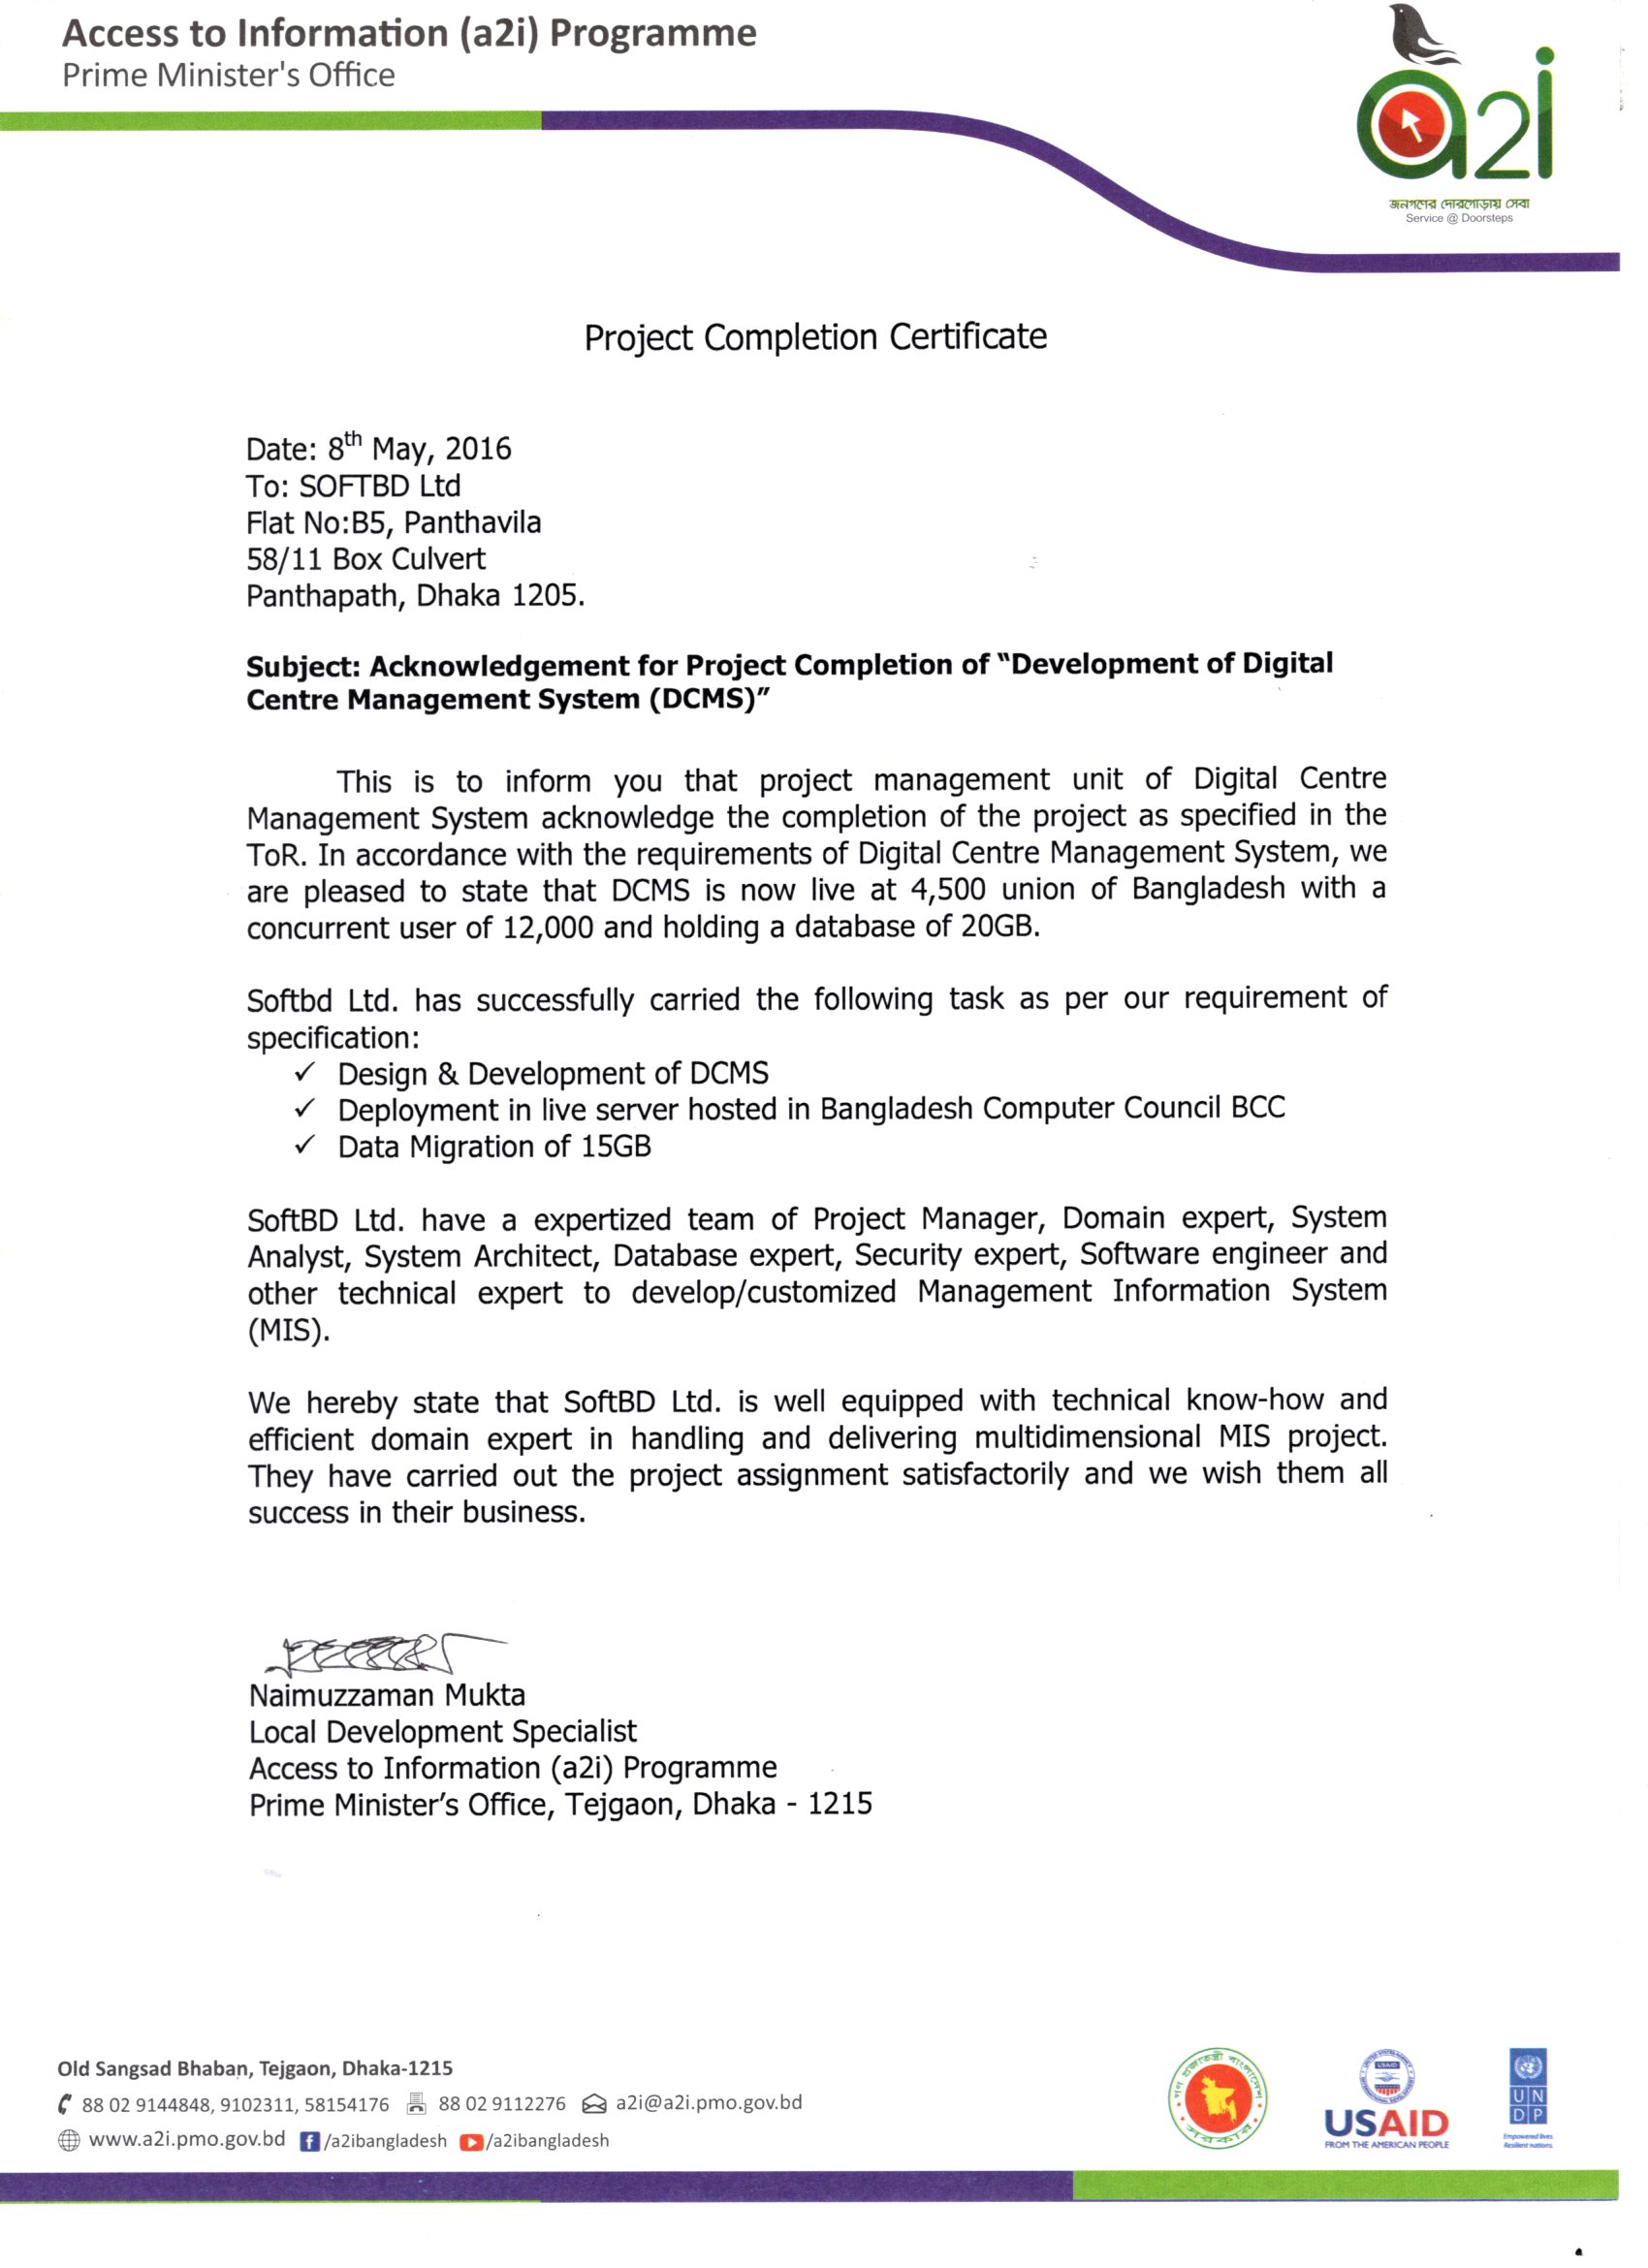 Access to Information (a2i) Programme
Prime Minister's Office
a2i
জনগণের দোরগোড়ায় সেবা
Service @ Doorsteps
Project Completion Certificate
Date: 8th May, 2016
To: SOFTBD Ltd
Flat No:B5, Panthavila
58/11 Box Culvert
Panthapath, Dhaka 1205.
Subject: Acknowledgement for Project Completion of "Development of Digital
Centre Management System (DCMS)"
This is to inform you that project management unit of Digital Centre
Management System acknowledge the completion of the project as specified in the
ToR. In accordance with the requirements of Digital Centre Management System, we
are pleased to state that DCMS is now live at 4,500 union of Bangladesh with a
concurrent user of 12,000 and holding a database of 20GB.
Softbd Ltd. has successfully carried the following task as per our requirement of
specification:
✓ Design & Development of DCMS
✓ Deployment in live server hosted in Bangladesh Computer Council BCC
✓ Data Migration of 15GB
SoftBD Ltd. have a expertized team of Project Manager, Domain expert, System
Analyst, System Architect, Database expert, Security expert, Software engineer and
other technical expert to develop/customized Management Information System
(MIS).
We hereby state that SoftBD Ltd. is well equipped with technical know-how and
efficient domain expert in handling and delivering multidimensional MIS project.
They have carried out the project assignment satisfactorily and we wish them all
success in their business.
Naimuzzaman Mukta
Local Development Specialist
Access to Information (a2i) Programme
Prime Minister's Office, Tejgaon, Dhaka - 1215
Old Sangsad Bhaban, Tejgaon, Dhaka-1215
88 02 9144848, 9102311, 58154176 88 02 9112276 a2i@a2i.pmo.gov.bd
www.a2i.pmo.gov.bd /a2ibangladesh /a2ibangladesh
গণপ্রজাতন্ত্রী বাংলাদেশ
সরকার
USAID
USAID
FROM THE AMERICAN PEOPLE
UN
DP
Empowered lives.
Resilient nations.